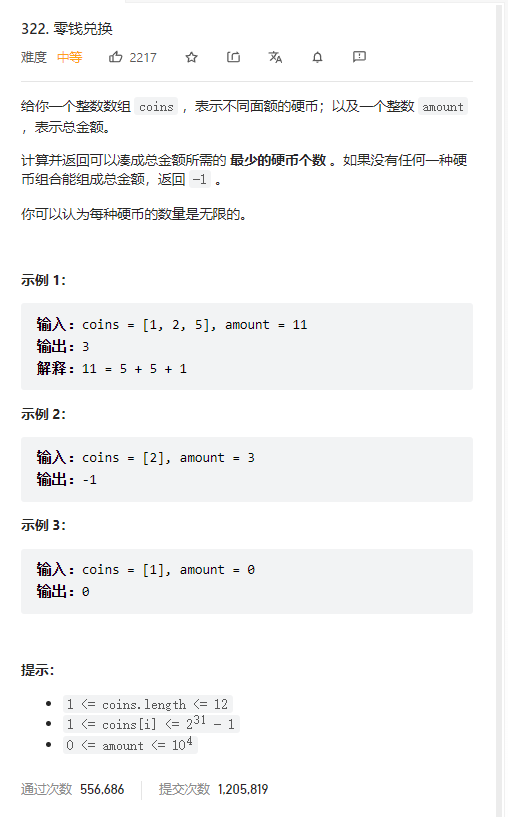 322. 零钱兑换
难度 中等 2217
给你一个整数数组 coins ，表示不同面额的硬币；以及一个整数 amount
，表示总金额。
计算并返回可以凑成总金额所需的 最少的硬币个数 。如果没有任何一种硬
币组合能组成总金额，返回 -1 。
你可以认为每种硬币的数量是无限的。
示例 1：
输入：coins = [1, 2, 5], amount = 11
输出：3
解释：11 = 5 + 5 + 1
示例 2：
输入：coins = [2], amount = 3
输出：-1
示例 3：
输入：coins = [1], amount = 0
输出：0
提示：
1 <= coins.length <= 12
1 <= coins[i] <= 2³¹ - 1
0 <= amount <= 10⁴
通过次数 556,686 提交次数 1,205,819